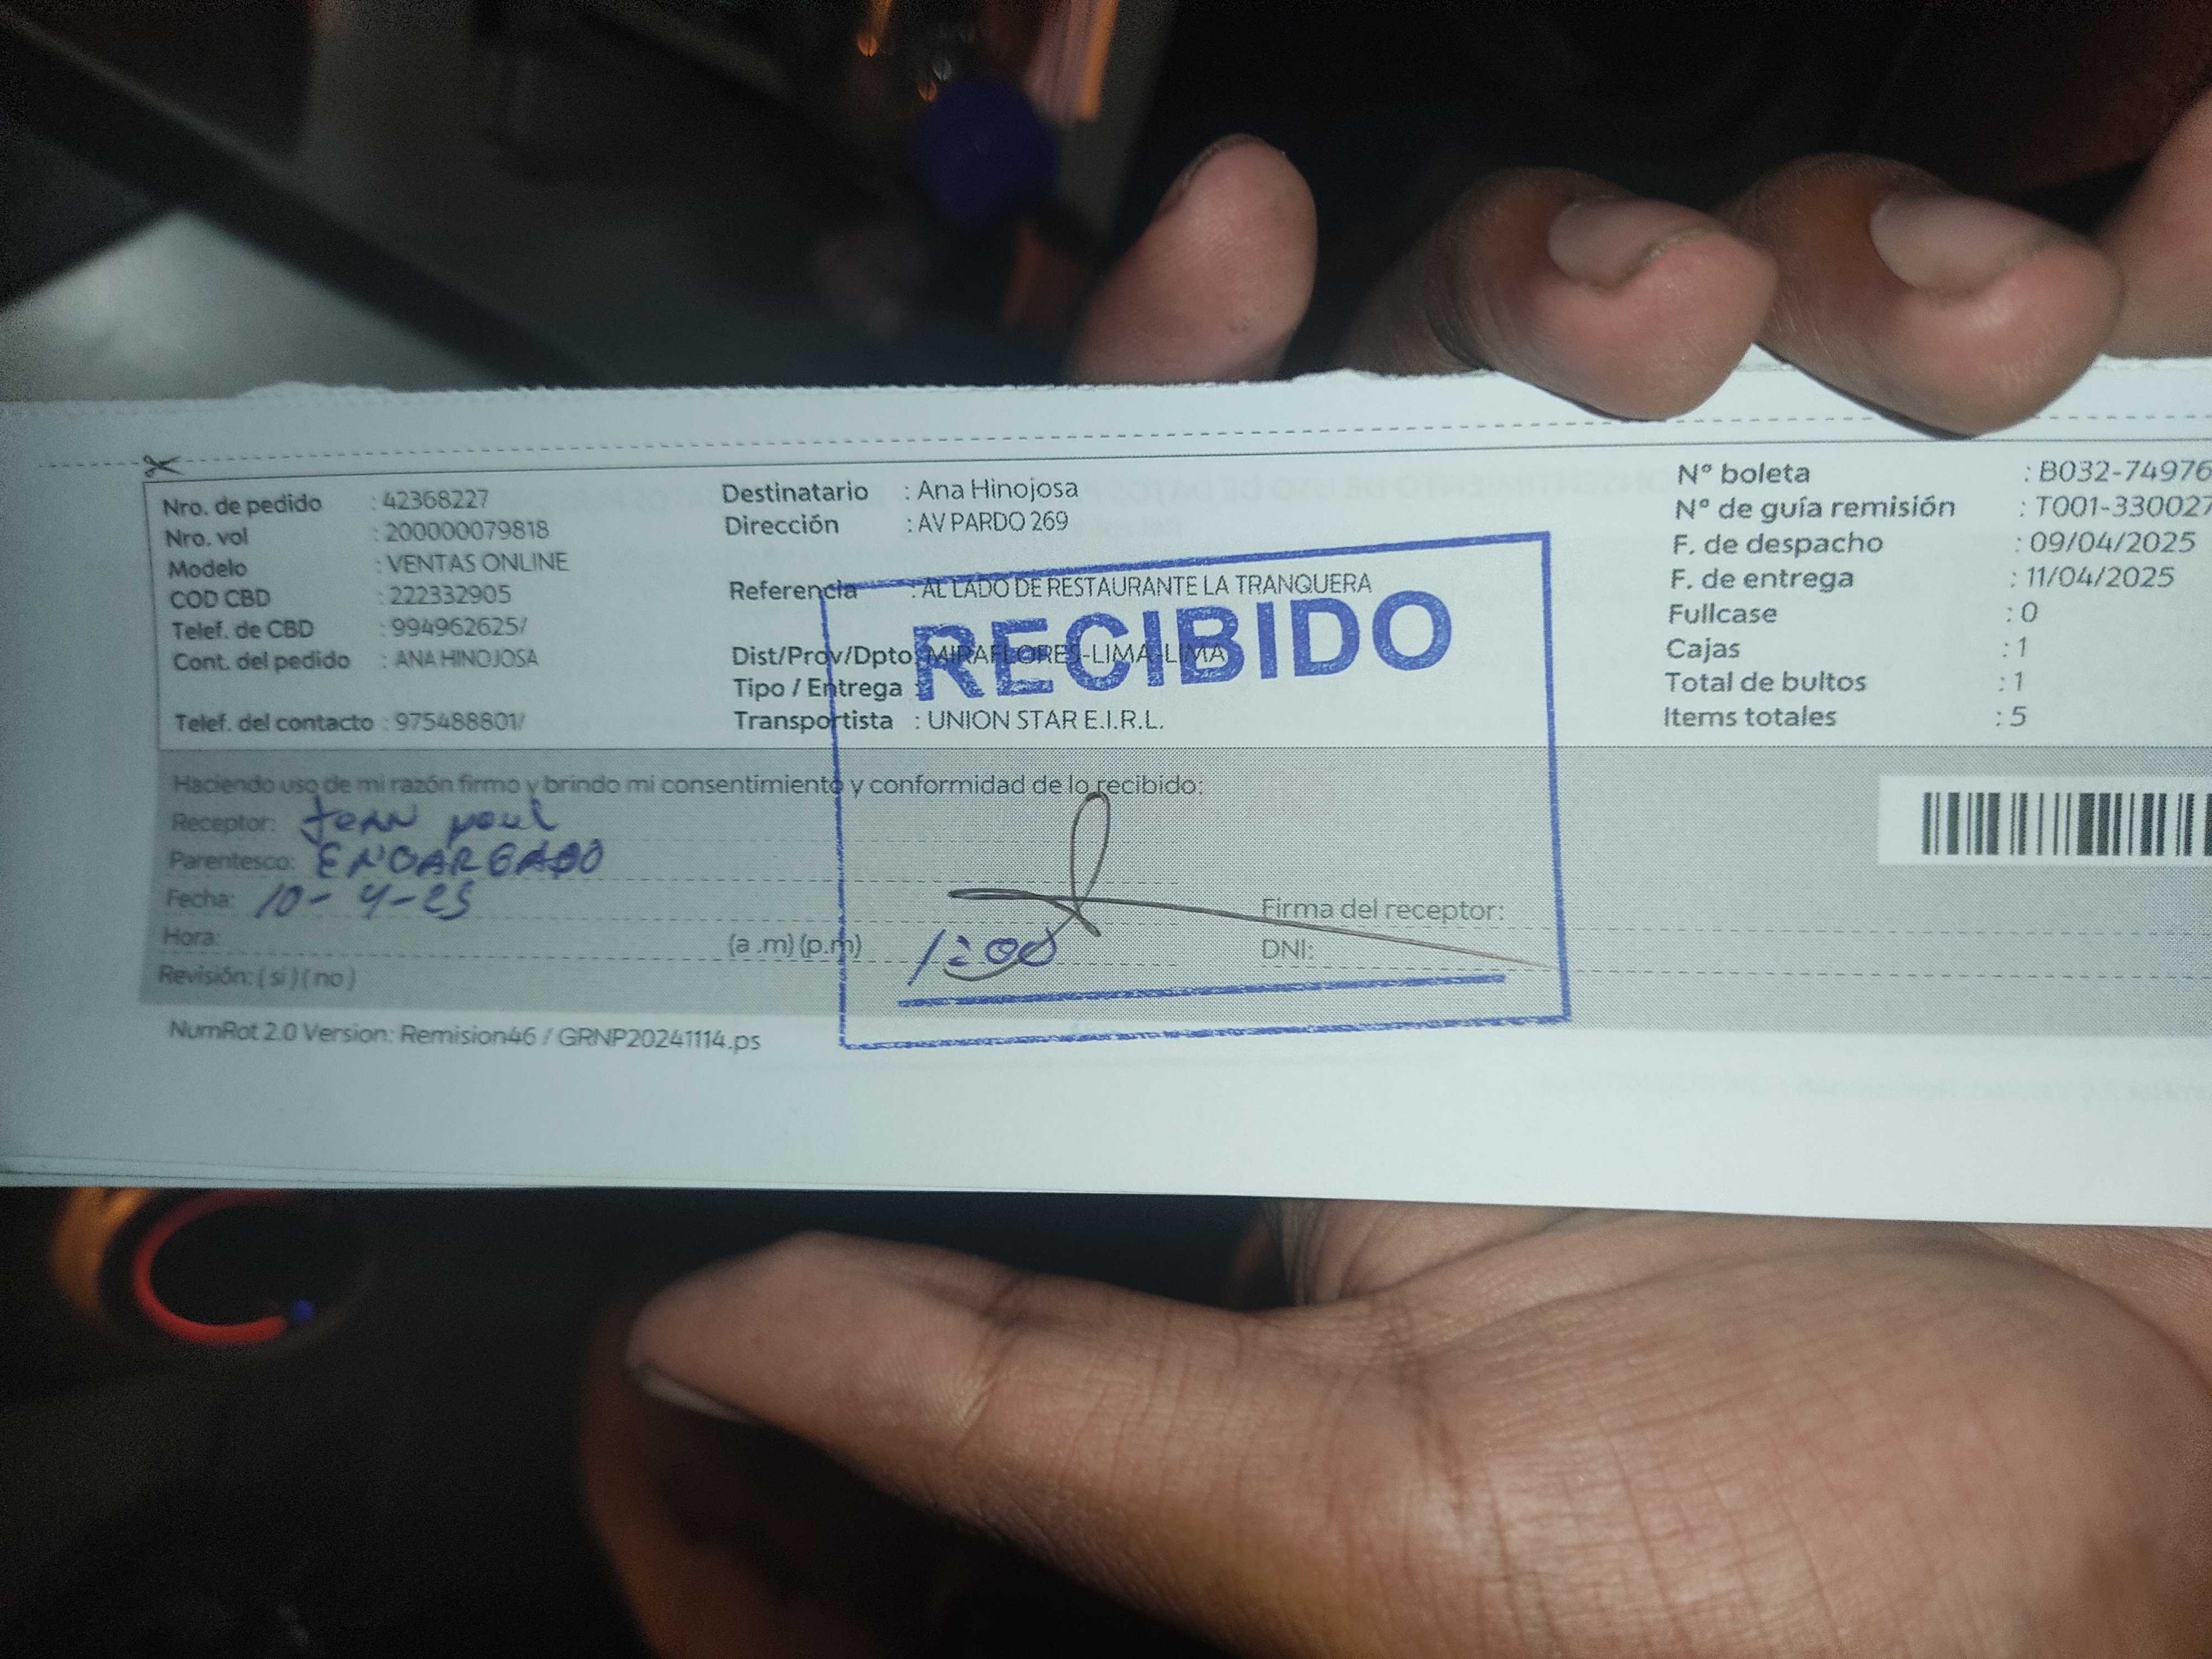 Nro. de pedido : 42368227
Nro. vol : 200000079818
Modelo : VENTAS ONLINE
COD CBD : 222332905
Telef. de CBD : 994962625/
Cont. del pedido : ANA HINOJOSA
Telef. del contacto : 975488801/
Destinatario : Ana Hinojosa
Dirección : AV PARDO 269
Referencia : AL LADO DE RESTAURANTE LA TRANQUERA
Dist/Prov/Dpto : MIRAFLORES-LIMA-LIMA
Tipo / Entrega :
Transportista : UNION STAR E.I.R.L.
N° boleta : B032-74976
N° de guía remisión : T001-330027
F. de despacho : 09/04/2025
F. de entrega : 11/04/2025
Fullcase : 0
Cajas : 1
Total de bultos : 1
Items totales : 5
RECIBIDO
Haciendo uso de mi razón firmo y brindo mi consentimiento y conformidad de lo recibido:
Receptor: Jean paul
Parentesco: ENCARGADO
Fecha: 10-4-25
Hora: (a .m) (p.m)
Firma del receptor:
DNI:
Revisión: ( si ) ( no )
NumRot 2.0 Version: Remision46 / GRNP20241114.ps